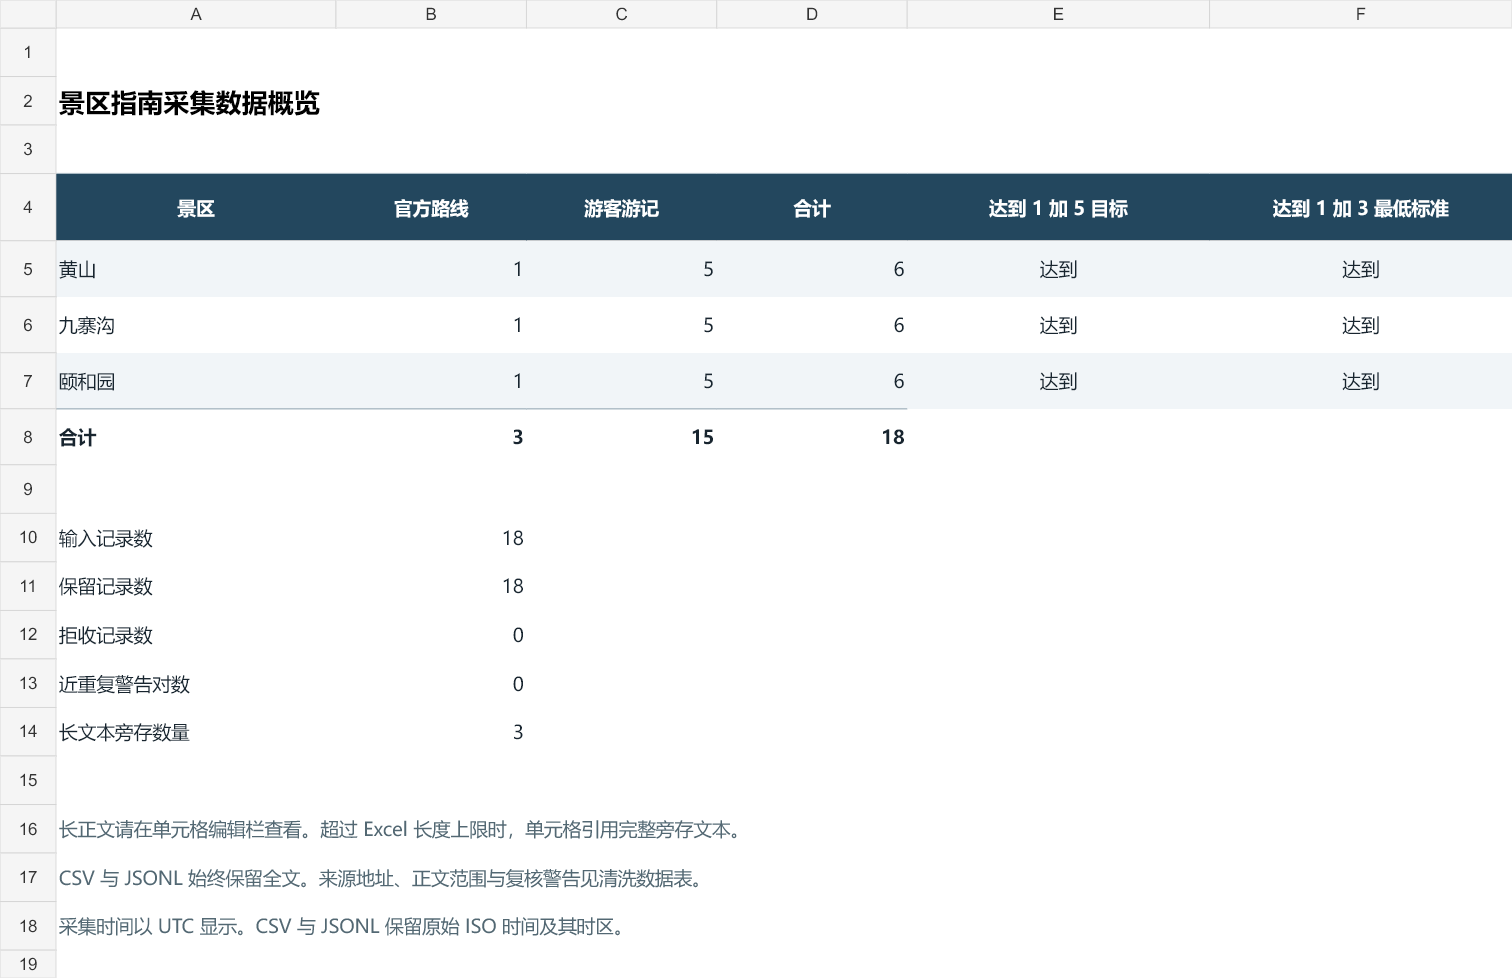 A B C D E F
1
2 景区指南采集数据概览
3
4 景区 官方路线 游客游记 合计 达到 1 加 5 目标 达到 1 加 3 最低标准
5 黄山 1 5 6 达到 达到
6 九寨沟 1 5 6 达到 达到
7 颐和园 1 5 6 达到 达到
8 合计 3 15 18
9
10 输入记录数 18
11 保留记录数 18
12 拒收记录数 0
13 近重复警告对数 0
14 长文本旁存数量 3
15
16 长正文请在单元格编辑栏查看。超过 Excel 长度上限时，单元格引用完整旁存文本。
17 CSV 与 JSONL 始终保留全文。来源地址、正文范围与复核警告见清洗数据表。
18 采集时间以 UTC 显示。CSV 与 JSONL 保留原始 ISO 时间及其时区。
19